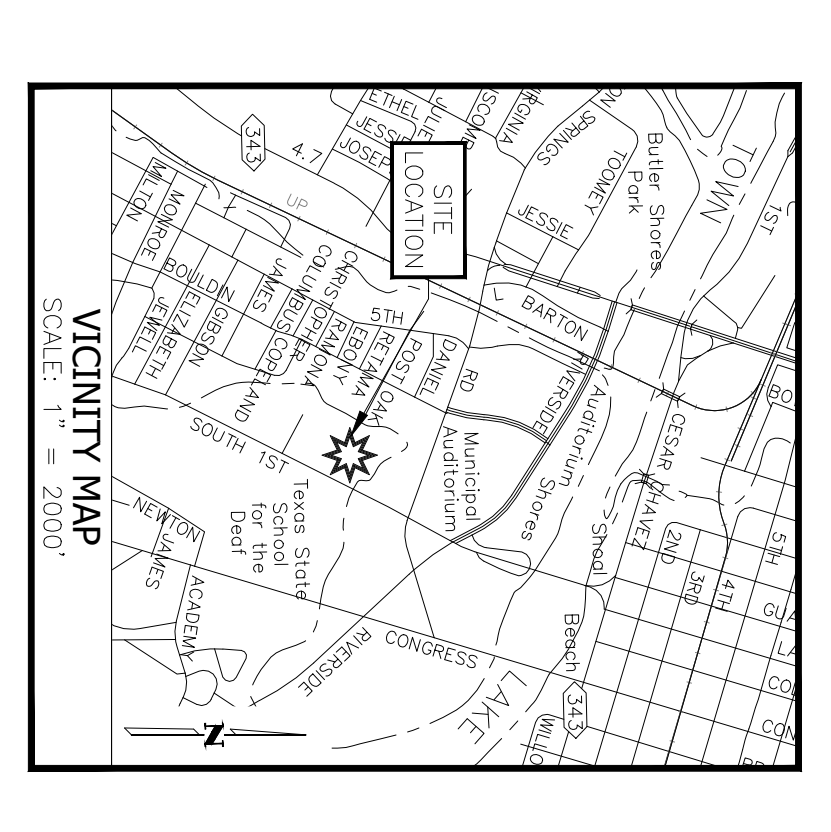 TOWN
1ST
Butler Shores
Park
SPRINGS
TOOMEY
JESSIE
ETHEL
JESSIE
343
4.7
SITE
LOCATION
UP
MILTON
MONROE
BOULDIN
JAMES
COLUMBUS
CHRISTOPHER
GIBSON
ELIZABETH
JEWELL
COPELAND
RAMONA
EBONY
RETAMA
POST OAK
DANIEL
5TH
BARTON
RD
RIVERSIDE
Auditorium
Shores
Municipal
Auditorium
SOUTH 1ST
CESAR CHAVEZ
Shoal
Beach
2ND
3RD
4TH
5TH
Texas State
School
for the
Deaf
NEWTON
JAMES
ACADEMY
RIVERSIDE
CONGRESS
LAKE
343
N
VICINITY MAP
SCALE: 1" = 2000'